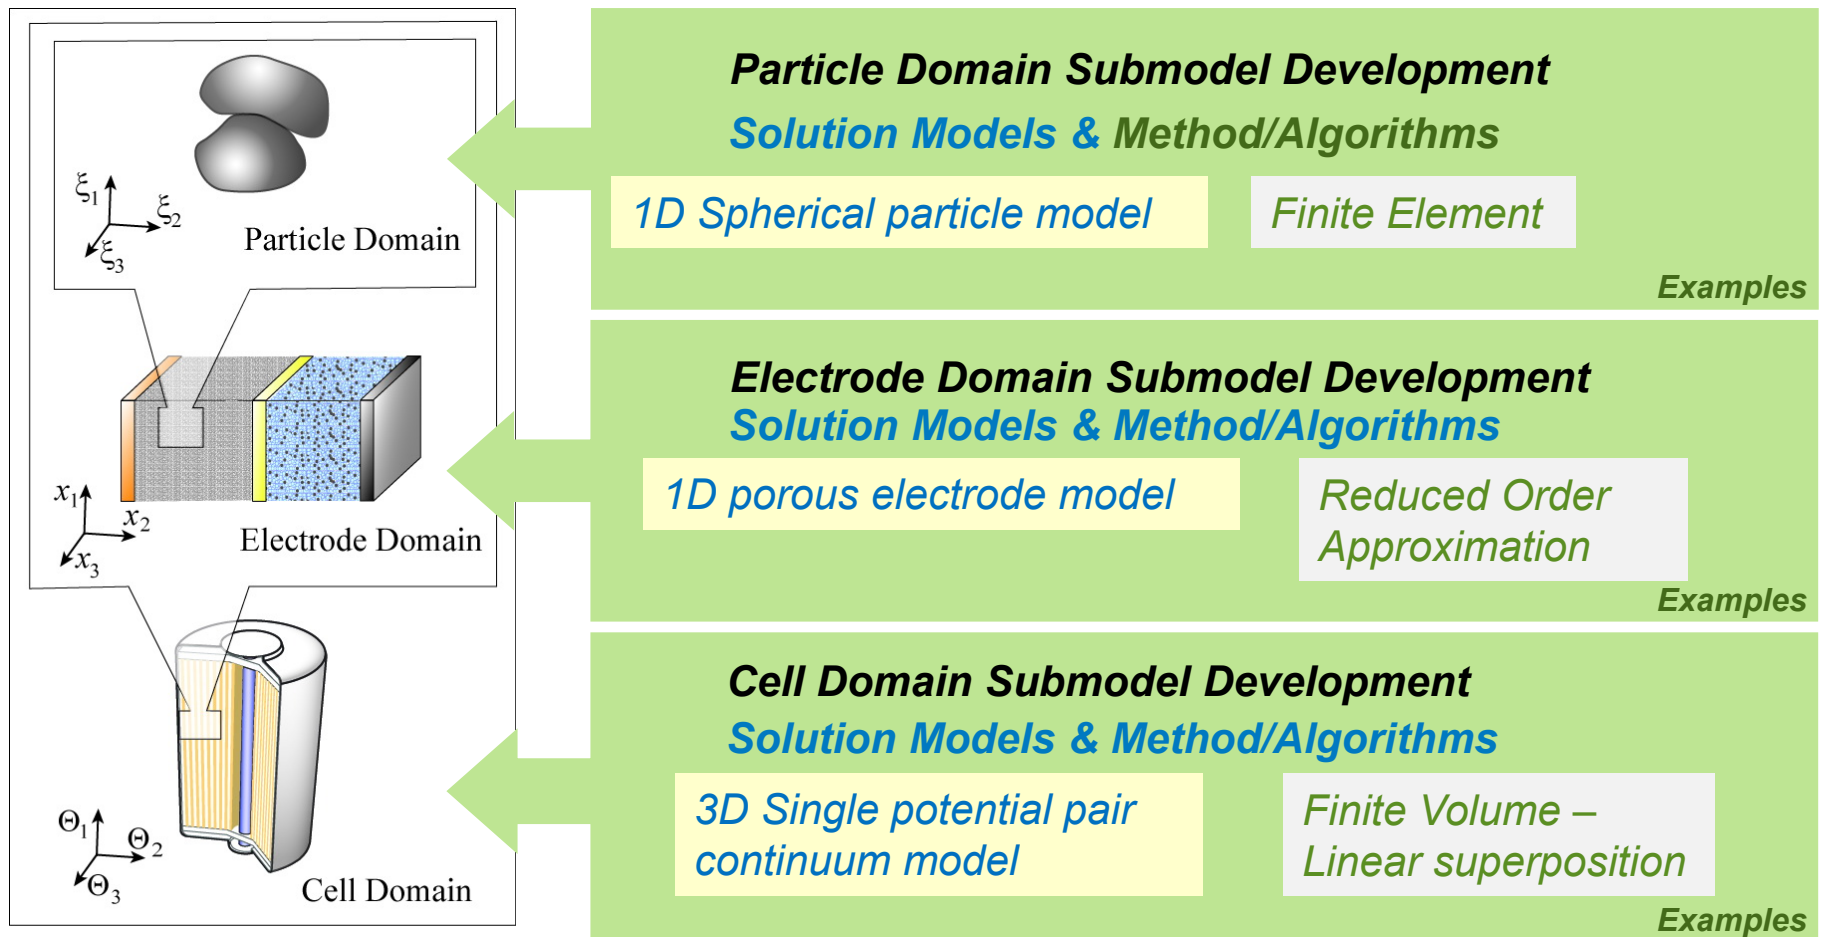 ξ1
ξ2
ξ3
Particle Domain
x1
x2
x3
Electrode Domain
Θ1
Θ2
Θ3
Cell Domain
Particle Domain Submodel Development
Solution Models & Method/Algorithms
1D Spherical particle model
Finite Element
Examples
Electrode Domain Submodel Development
Solution Models & Method/Algorithms
1D porous electrode model
Reduced Order
Approximation
Examples
Cell Domain Submodel Development
Solution Models & Method/Algorithms
3D Single potential pair
continuum model
Finite Volume –
Linear superposition
Examples